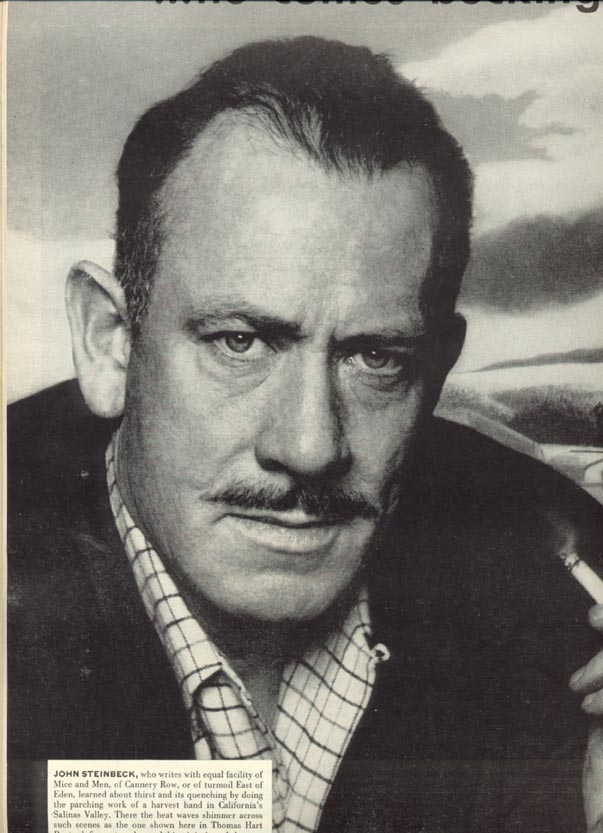 JOHN STEINBECK, who writes with equal facility of
Mice and Men, of Cannery Row, or of turmoil East of
Eden, learned about thirst and its quenching by doing
the parching work of a harvest hand in California's
Salinas Valley. There the heat waves shimmer across
such scenes as the one shown here in Thomas Hart